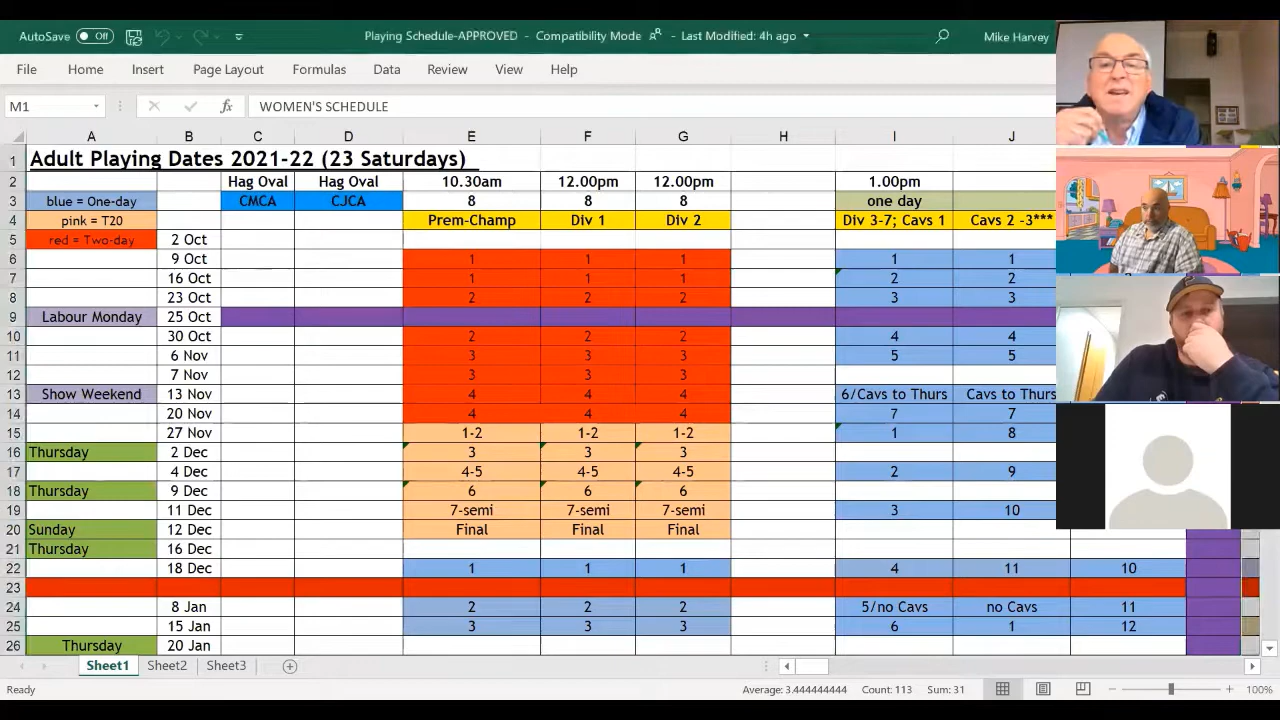 AutoSave Off Playing Schedule-APPROVED - Compatibility Mode - Last Modified: 4h ago Mike Harvey
File Home Insert Page Layout Formulas Data Review View Help
M1 fx WOMEN'S SCHEDULE
A B C D E F G H I J
1 Adult Playing Dates 2021-22 (23 Saturdays)
2 Hag Oval Hag Oval 10.30am 12.00pm 12.00pm 1.00pm
3 blue = One-day CMCA CJCA 8 8 8 one day
4 pink = T20 Prem-Champ Div 1 Div 2 Div 3-7; Cavs 1 Cavs 2 -3***
5 red = Two-day 2 Oct
6 9 Oct 1 1 1 1 1
7 16 Oct 1 1 1 2 2
8 23 Oct 2 2 2 3 3
9 Labour Monday 25 Oct
10 30 Oct 2 2 2 4 4
11 6 Nov 3 3 3 5 5
12 7 Nov 3 3 3
13 Show Weekend 13 Nov 4 4 4 6/Cavs to Thurs Jcavs to Thurs
14 20 Nov 4 4 4 7 7
15 27 Nov 1-2 1-2 1-2 1 8
16 Thursday 2 Dec 3 3 3
17 4 Dec 4-5 4-5 4-5 2 9
18 Thursday 9 Dec 6 6 6
19 11 Dec 7-semi 7-semi 7-semi 3 10
20 Sunday 12 Dec Final Final Final
21 Thursday 16 Dec
22 18 Dec 1 1 1 4 11 10
23
24 8 Jan 2 2 2 5/no Cavs no Cavs 11
25 15 Jan 3 3 3 6 1 12
26 Thursday 20 Jan
Sheet1 Sheet2 Sheet3
Ready Average: 3.444444444 Count: 113 Sum: 31 100%